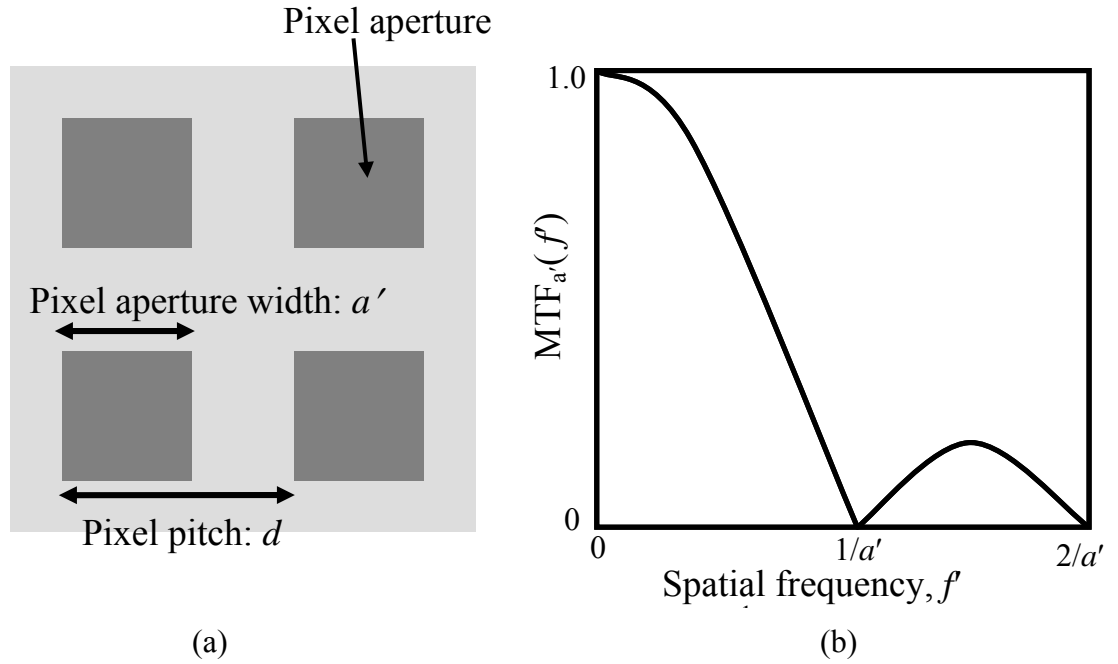 Pixel aperture
Pixel aperture width: a′
Pixel pitch: d
(a)
1.0
MTFa′(f′)
0
0
1/a′
2/a′
Spatial frequency, f′
(b)